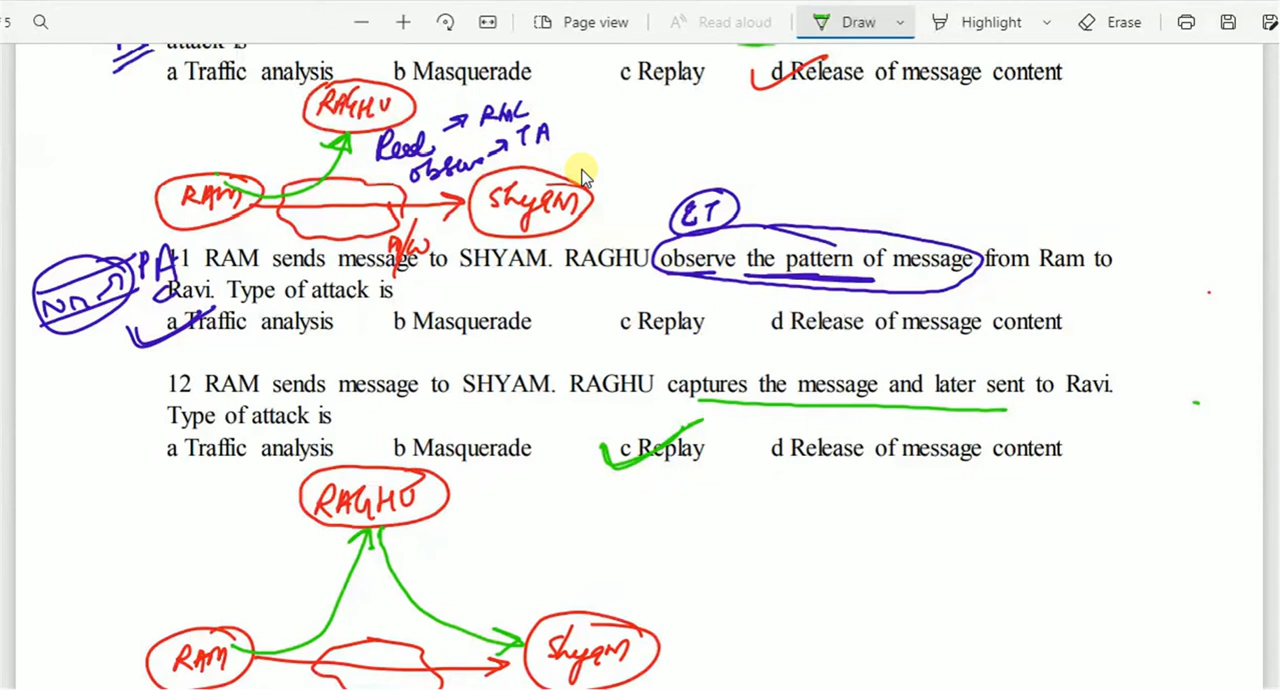 5
Page view
Read aloud
Draw
Highlight
Erase
attack is
a Traffic analysis b Masquerade c Replay d Release of message content
RAGHU
Read → RMC
observe → TA
RAM
Shyam
N/W
ET
PA
11 RAM sends message to SHYAM. RAGHU observe the pattern of message from Ram to
Ravi. Type of attack is
a Traffic analysis b Masquerade c Replay d Release of message content
12 RAM sends message to SHYAM. RAGHU captures the message and later sent to Ravi.
Type of attack is
a Traffic analysis b Masquerade c Replay d Release of message content
RAGHU
RAM
Shyam